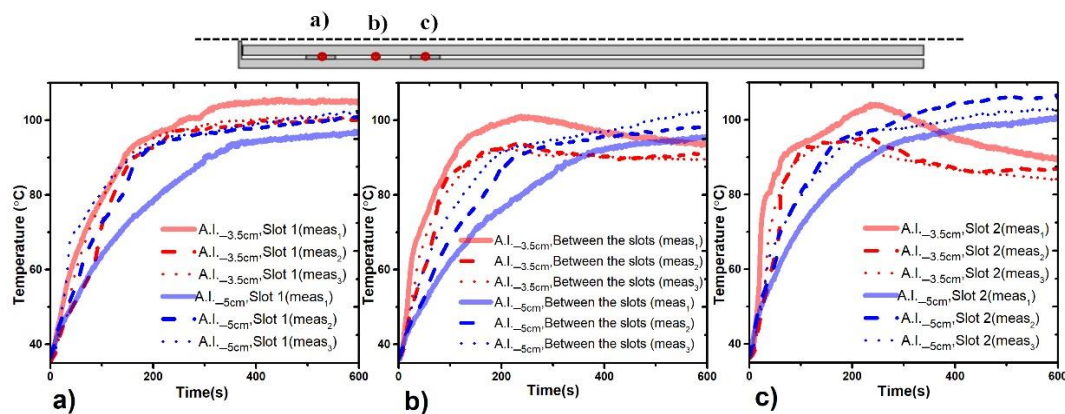 a)
b)
c)
100
80
60
40
Temperature (°C)
A.I._3.5cm,Slot 1(meas1)
A.I._3.5cm,Slot 1(meas2)
A.I._3.5cm,Slot 1(meas3)
A.I._5cm,Slot 1(meas1)
A.I._5cm,Slot 1(meas2)
A.I._5cm,Slot 1(meas3)
0 200 400 600
Time(s)
a)
100
80
60
40
Temperature (°C)
A.I._3.5cm,Between the slots (meas1)
A.I._3.5cm,Between the slots (meas2)
A.I._3.5cm,Between the slots (meas3)
A.I._5cm,Between the slots (meas1)
A.I._5cm,Between the slots (meas2)
A.I._5cm,Between the slots (meas3)
0 200 400 600
Time(s)
b)
100
80
60
40
Temperature (°C)
A.I._3.5cm,Slot 2(meas1)
A.I._3.5cm,Slot 2(meas2)
A.I._3.5cm,Slot 2(meas3)
A.I._5cm,Slot 2(meas1)
A.I._5cm,Slot 2(meas2)
A.I._5cm,Slot 2(meas3)
0 200 400 600
Time(s)
c)